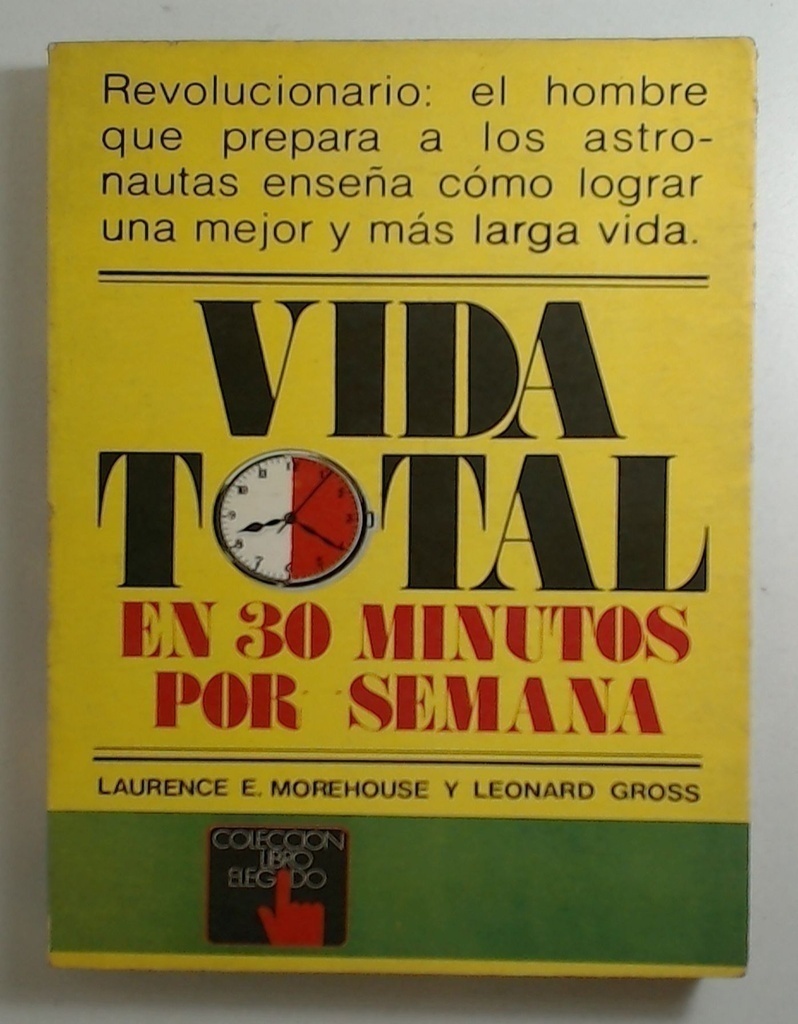 Revolucionario: el hombre
que prepara a los astro-
nautas enseña cómo lograr
una mejor y más larga vida.
VIDA
TOTAL
EN 30 MINUTOS
POR SEMANA
LAURENCE E. MOREHOUSE Y LEONARD GROSS
COLECCION
LIBRO
ELEGIDO